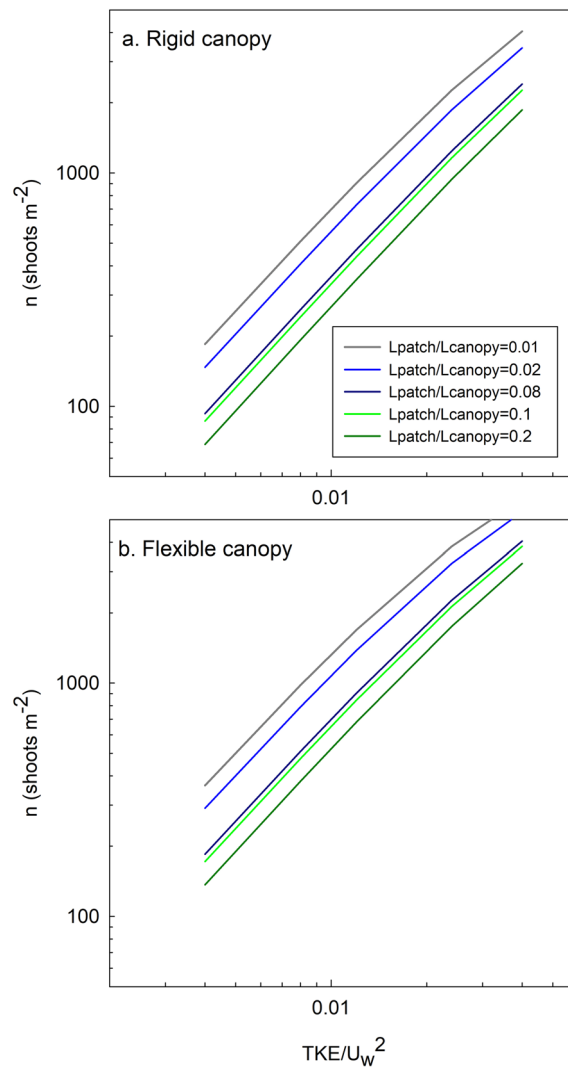 a. Rigid canopy
1000
n (shoots m-2)
100
Lpatch/Lcanopy=0.01
Lpatch/Lcanopy=0.02
Lpatch/Lcanopy=0.08
Lpatch/Lcanopy=0.1
Lpatch/Lcanopy=0.2
0.01
b. Flexible canopy
1000
n (shoots m-2)
100
0.01
TKE/Uw2